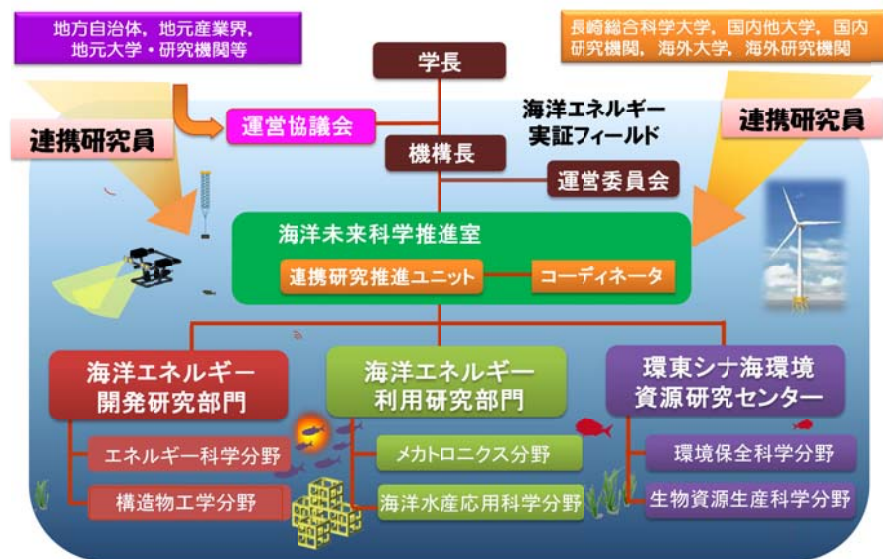 地方自治体，地元産業界，
地元大学・研究機関等
長崎総合科学大学，国内他大学，国内
研究機関，海外大学，海外研究機関
学長
連携研究員
運営協議会
海洋エネルギー
実証フィールド
連携研究員
機構長
運営委員会
海洋未来科学推進室
連携研究推進ユニット
コーディネータ
海洋エネルギー
開発研究部門
エネルギー科学分野
構造物工学分野
海洋エネルギー
利用研究部門
メカトロニクス分野
海洋水産応用科学分野
環東シナ海環境
資源研究センター
環境保全科学分野
生物資源生産科学分野